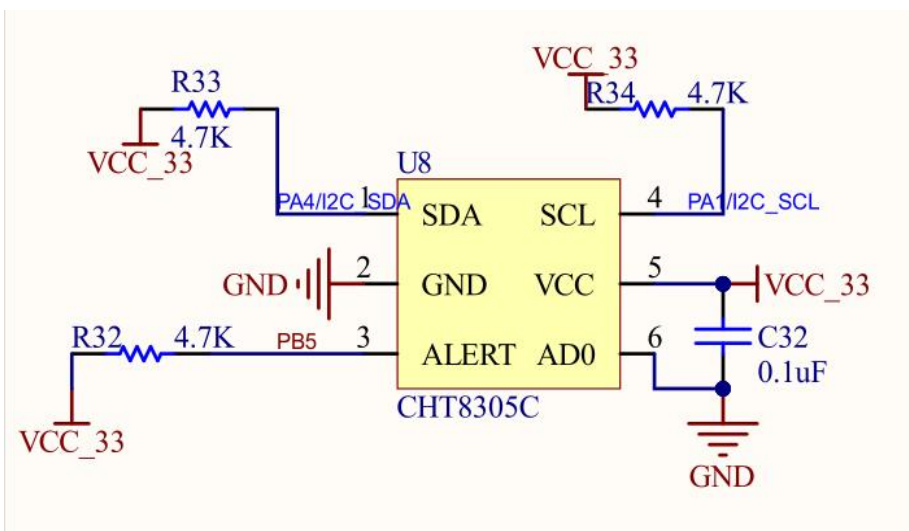 VCC_33
R33
R34
4.7K
4.7K
VCC_33
U8
PA4/I2C_SDA
1
SDA
SCL
4
PA1/I2C_SCL
GND
2
GND
VCC
5
VCC_33
R32
4.7K
PB5
3
ALERT
AD0
6
C32
0.1uF
CHT8305C
VCC_33
GND